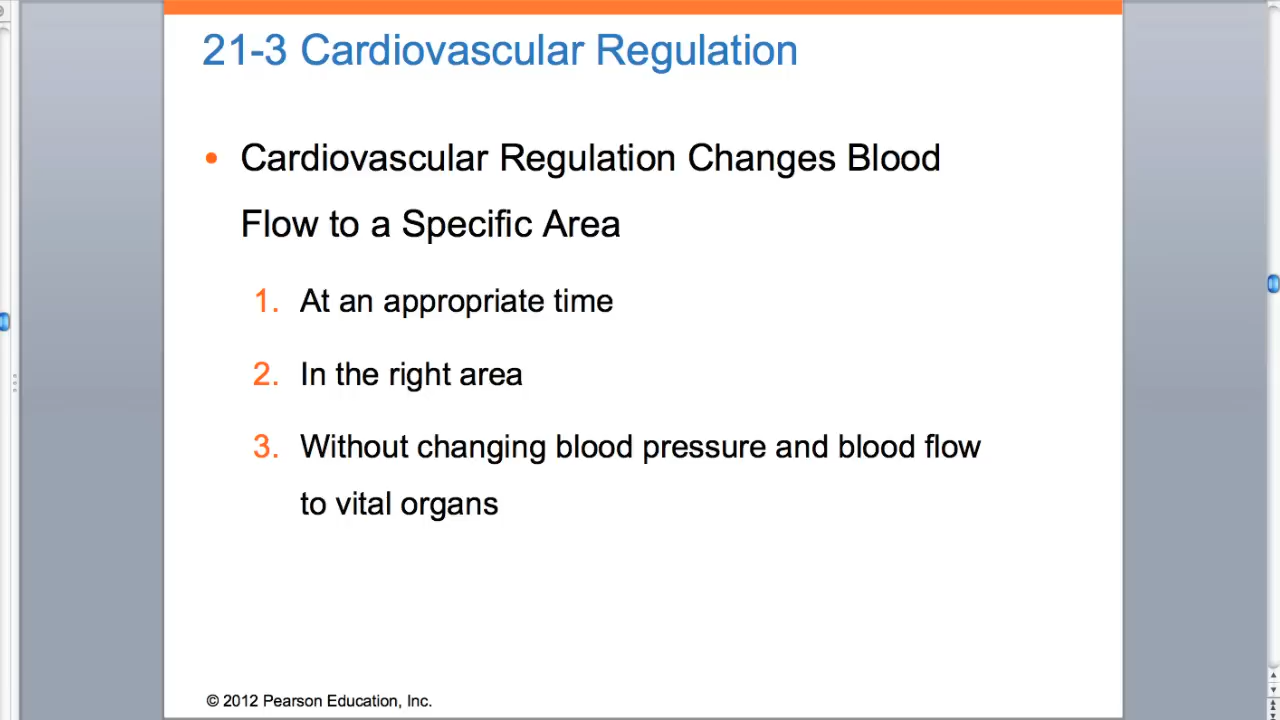 21-3 Cardiovascular Regulation
• Cardiovascular Regulation Changes Blood
Flow to a Specific Area
1. At an appropriate time
2. In the right area
3. Without changing blood pressure and blood flow
to vital organs
© 2012 Pearson Education, Inc.